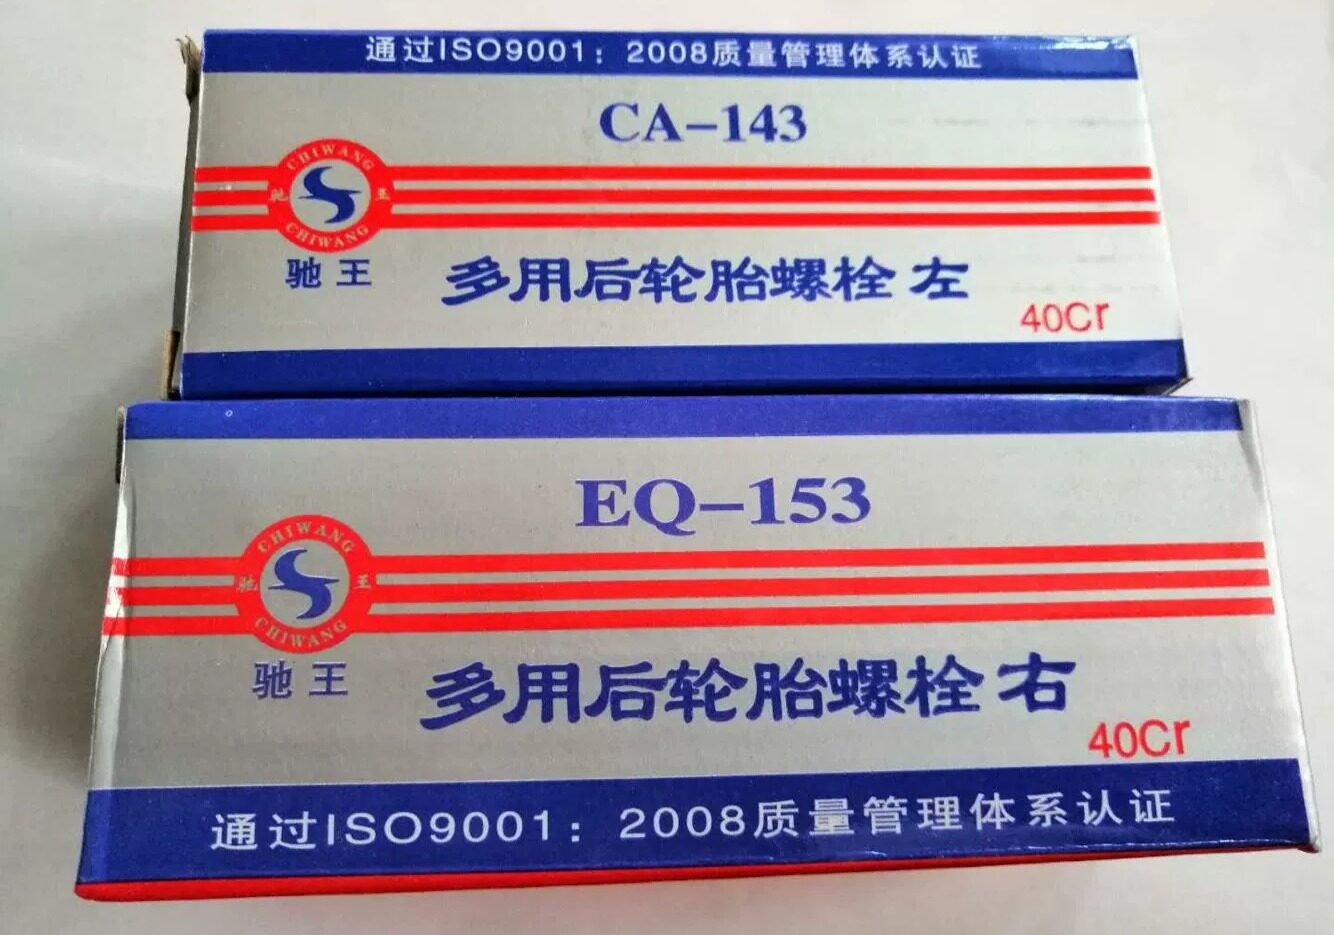 通过ISO9001：2008质量管理体系认证
CA-143
CHIWANG
驰 王
CHIWANG
驰王
多用后轮胎螺栓 左
40Cr
EQ-153
CHIWANG
驰 王
CHIWANG
驰王
多用后轮胎螺栓 右
40Cr
通过ISO9001：2008质量管理体系认证